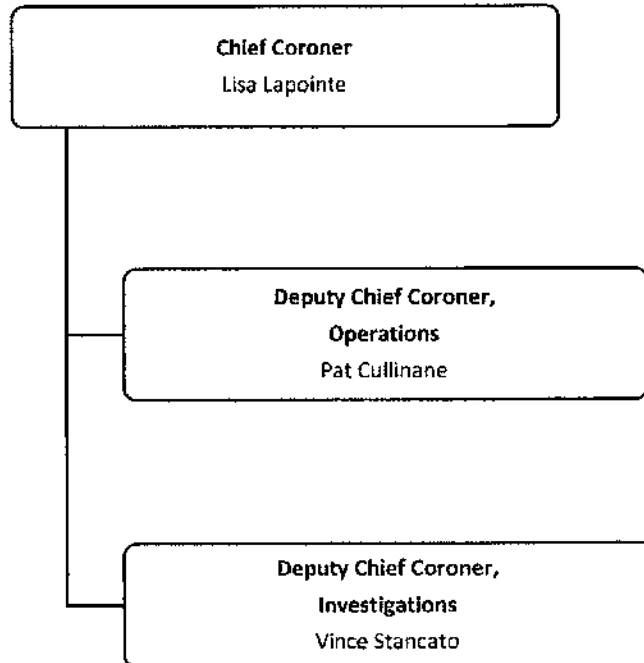 Chief Coroner
Lisa Lapointe
Deputy Chief Coroner,
Operations
Pat Cullinane
Deputy Chief Coroner,
Investigations
Vince Stancato